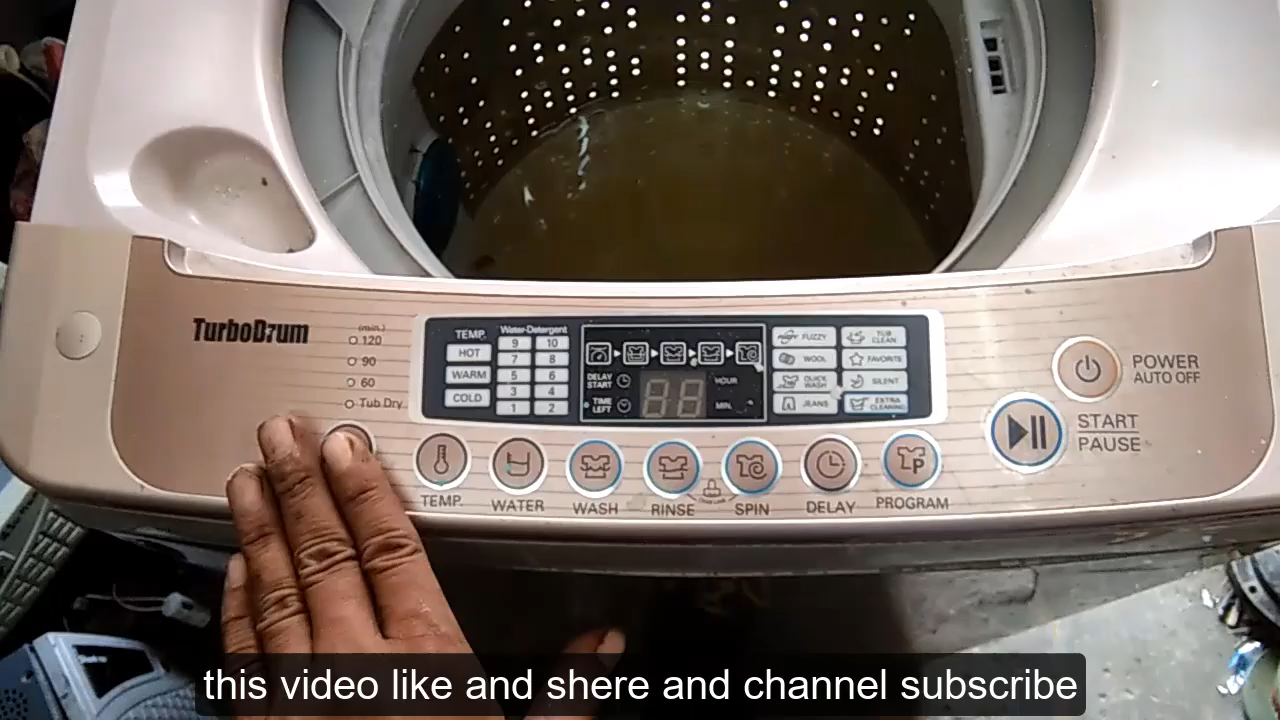 TurboDrum
(min.)
120
90
60
Tub Dry
TEMP.
HOT
WARM
COLD
Water-Detergent
9 10
7 8
5 6
3 4
1 2
DELAY
START
TIME
LEFT
88
HOUR
MIN.
FUZZY
WOOL
QUICK
WASH
JEANS
TUB
CLEAN
FAVORITE
SILENT
EXTRA
CLEANING
POWER
AUTO OFF
START
PAUSE
TEMP.
WATER
WASH
RINSE
SPIN
DELAY
P
PROGRAM
this video like and shere and channel subscribe